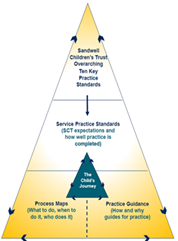 Sandwell
Children's Trust
Overarching
Ten Key
Practice
Standards
Service Practice Standards
(SCT expectations and
how well practice is
completed)
The
Child's
Journey
Process Maps
(What to do, when to
do it, who does it)
Practice Guidance
(How and why
guides for practice)